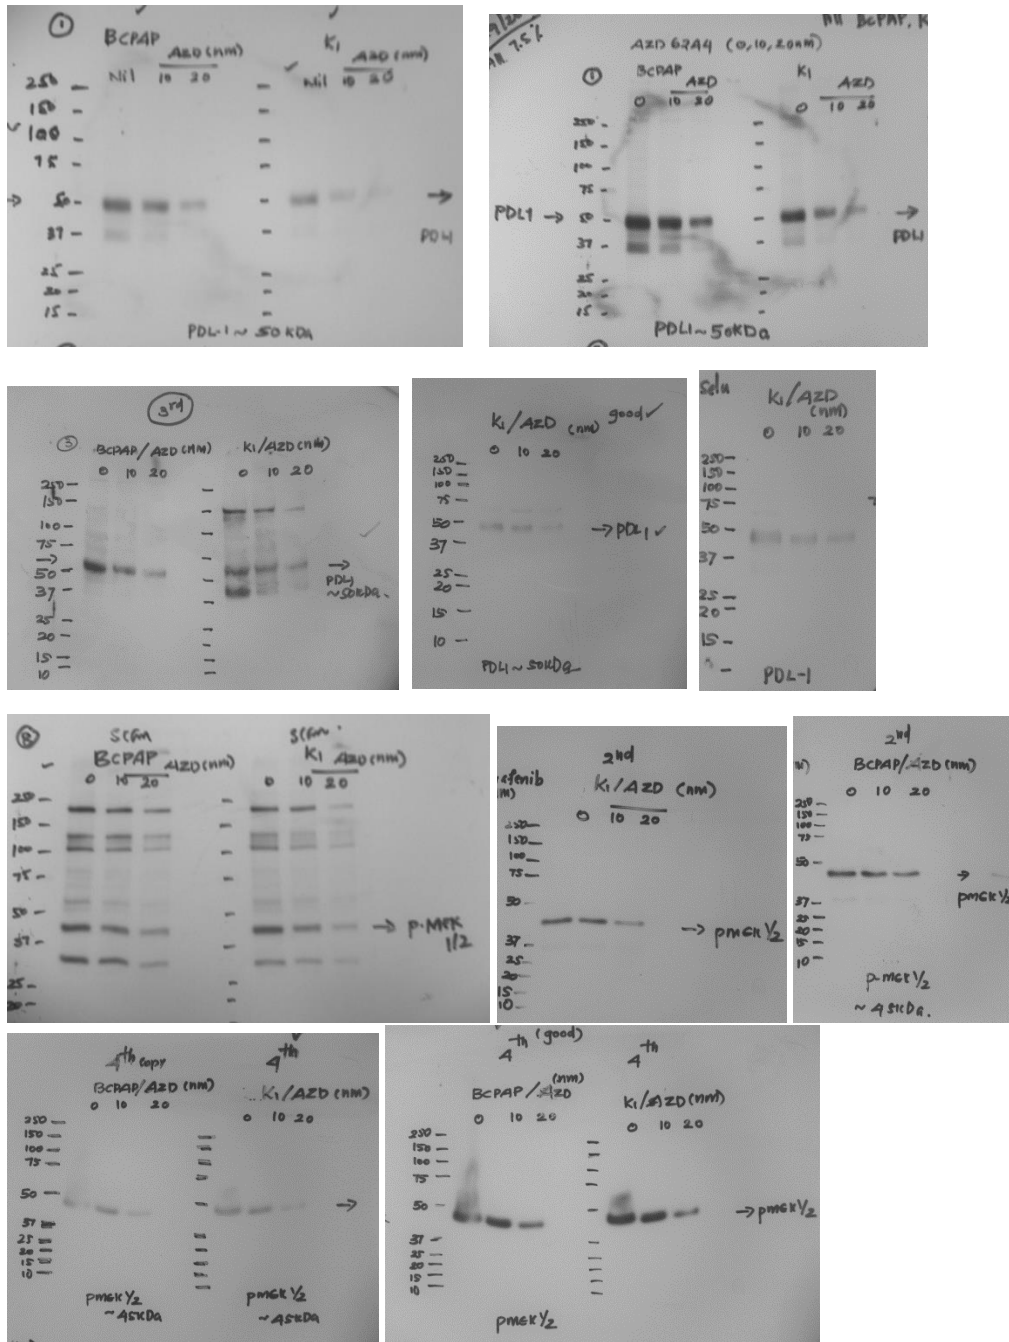 1
BCPAP
K1
AZD (nm)
AZD (nm)
Nil 10 20
Nil 10 20
250
150
100
75
50
37
25
20
15
PDL1
PDL-1 ~ 50 KDa
7.5%
BCPAP, K
AZD 6244 (0, 10, 20nm)
BCPAP
AZD
K1
AZD
0 10 20
0 10 20
250
150
100
75
PDL1 → 50
37
25
20
15
→
PDL1
PDL1 ~ 50KDa
3rd
BCPAP/AZD (nM)
K1/AZD (nm)
0 10 20
0 10 20
250
150
100
75
50
37
25
20
15
10
→
PDL1
~50KDa.
K1/AZD (nm) good ✓
0 10 20
250
150
100
75
50
37
25
20
15
10
→ PDL1 ✓
PDL1 ~ 50KDa
Selu
K1/AZD
(nm)
0 10 20
250
150
100
75
50
37
25
20
15
PDL-1
BCPAP AZD (nm)
K1 AZD (nm)
0 10 20
0 10 20
250
150
100
75
50
37
25
→ p-MEK
1/2
2nd
afenib
K1/AZD (nm)
0 10 20
250
150
100
75
50
37
25
20
15
10
→ pMEK 1/2
2nd
BCPAP/AZD (nm)
0 10 20
250
150
100
75
50
37
25
20
15
10
→
pMEK 1/2
p-MEK 1/2
~ 45KDa.
4th copy
4th
BCPAP/AZD (nm)
K1/AZD (nm)
0 10 20
0 10 20
250
150
100
75
50
37
25
20
15
10
→
pMEK 1/2
~ 45KDa
pMEK 1/2
~ 45KDa
4th (good)
4th
BCPAP/AZD (nm)
K1/AZD (nm)
0 10 20
0 10 20
250
150
100
75
50
37
25
20
15
10
→ pMEK 1/2
pMEK 1/2